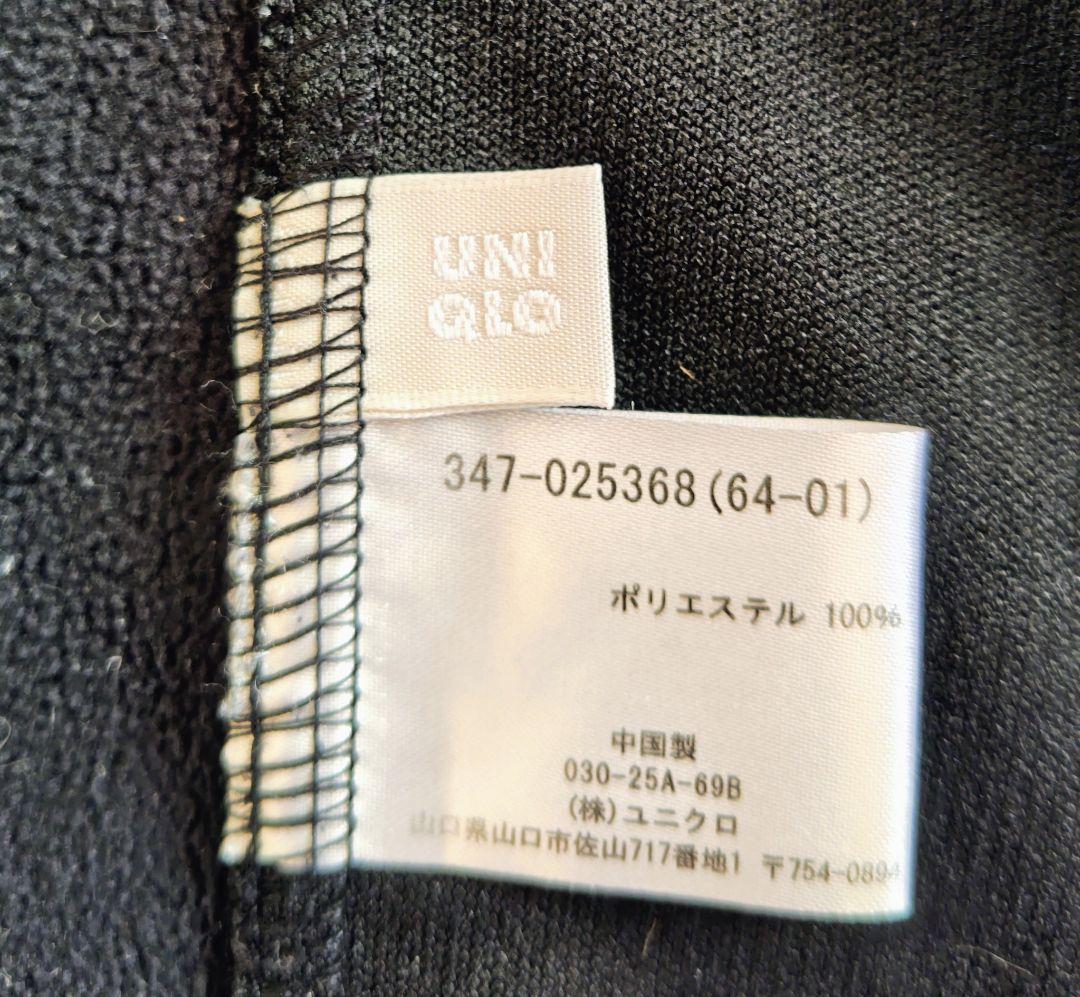 UNI
QLO
347-025368(64-01)
ポリエステル 100%
中国製
030-25A-69B
(株)ユニクロ
山口県山口市佐山717番地1 〒754-0894